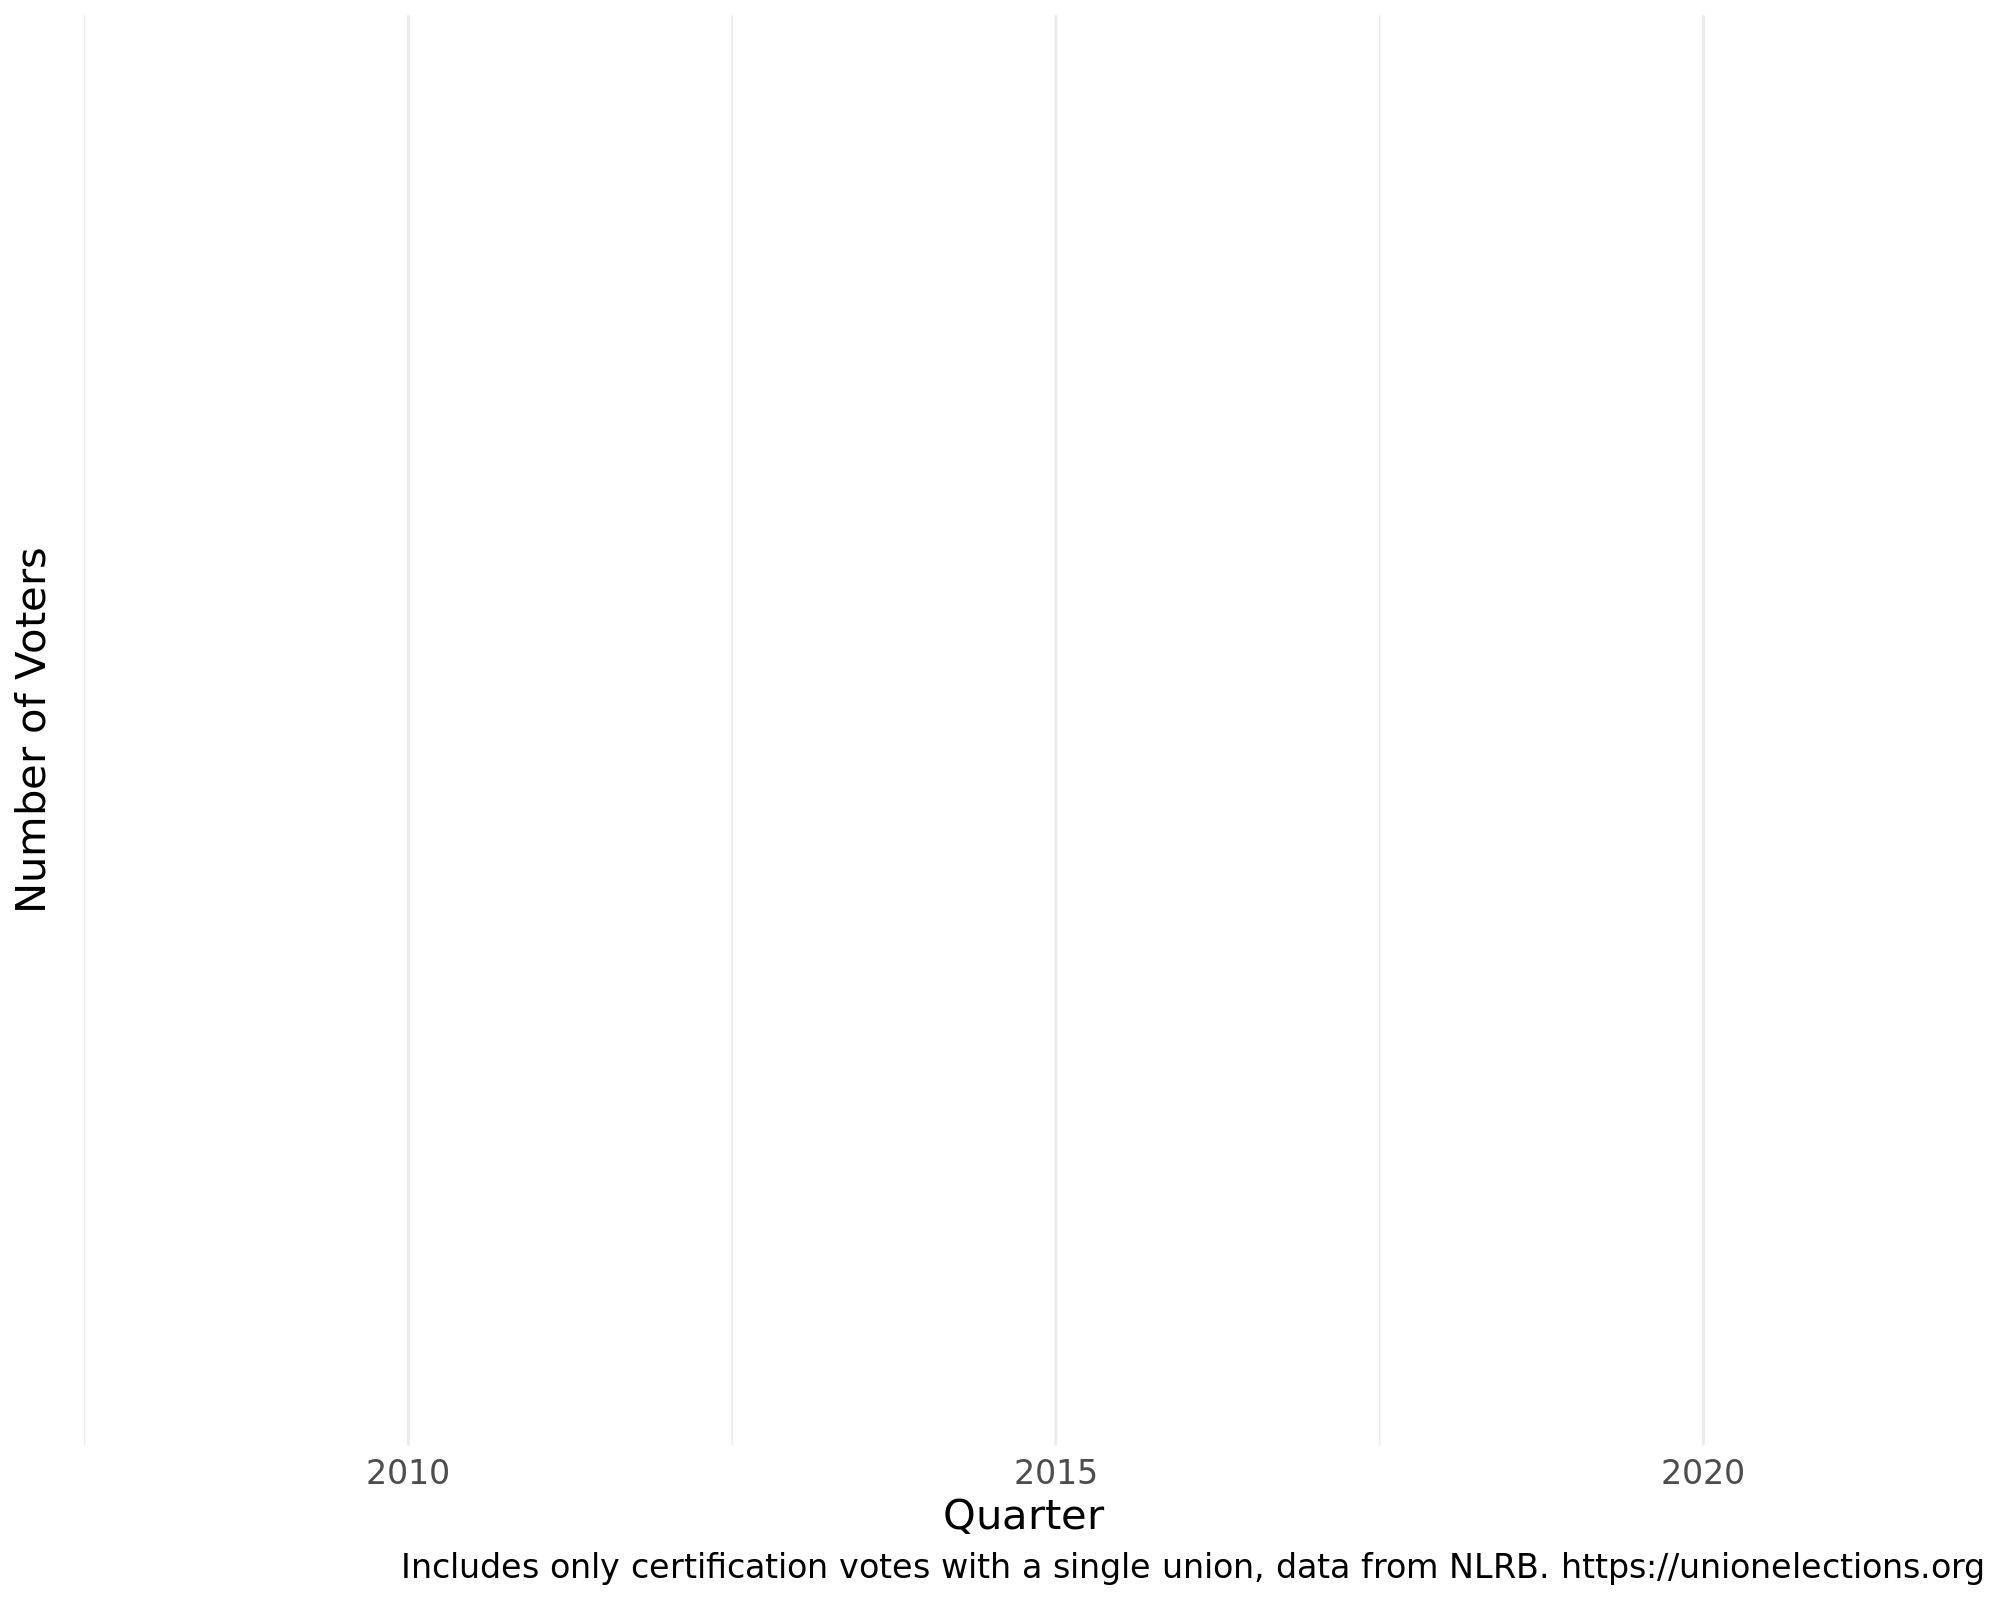 Number of Voters
2010 2015 2020
Quarter
Includes only certification votes with a single union, data from NLRB. https://unionelections.org